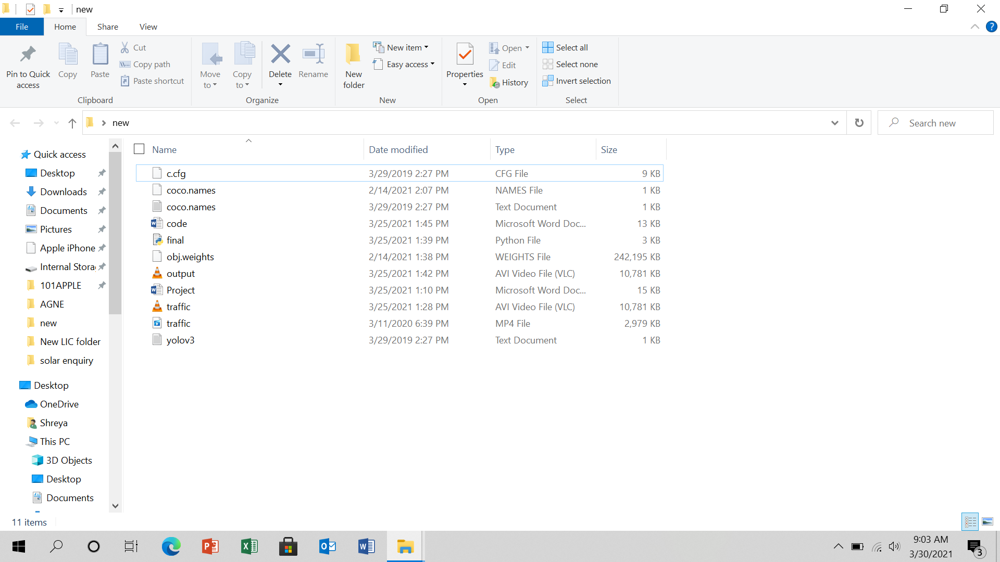 new
File Home Share View
Pin to Quick access
Copy
Paste
Cut
Copy path
Paste shortcut
Clipboard
Move to
Copy to
Delete
Rename
Organize
New folder
New item
Easy access
New
Properties
Open
Edit
History
Open
Select all
Select none
Invert selection
Select
new
Search new
Quick access
Desktop
Downloads
Documents
Pictures
Apple iPhone
Internal Stora
101APPLE
AGNE
new
New LIC folder
solar enquiry
Desktop
OneDrive
Shreya
This PC
3D Objects
Desktop
Documents
Name Date modified Type Size
c.cfg 3/29/2019 2:27 PM CFG File 9 KB
coco.names 2/14/2021 2:07 PM NAMES File 1 KB
coco.names 3/29/2019 2:27 PM Text Document 1 KB
code 3/25/2021 1:45 PM Microsoft Word Doc... 13 KB
final 3/25/2021 1:39 PM Python File 3 KB
obj.weights 2/14/2021 1:38 PM WEIGHTS File 242,195 KB
output 3/25/2021 1:42 PM AVI Video File (VLC) 10,781 KB
Project 3/25/2021 1:10 PM Microsoft Word Doc... 15 KB
traffic 3/25/2021 1:28 PM AVI Video File (VLC) 10,781 KB
traffic 3/11/2020 6:39 PM MP4 File 2,979 KB
yolov3 3/29/2019 2:27 PM Text Document 1 KB
11 items
9:03 AM
3/30/2021
3